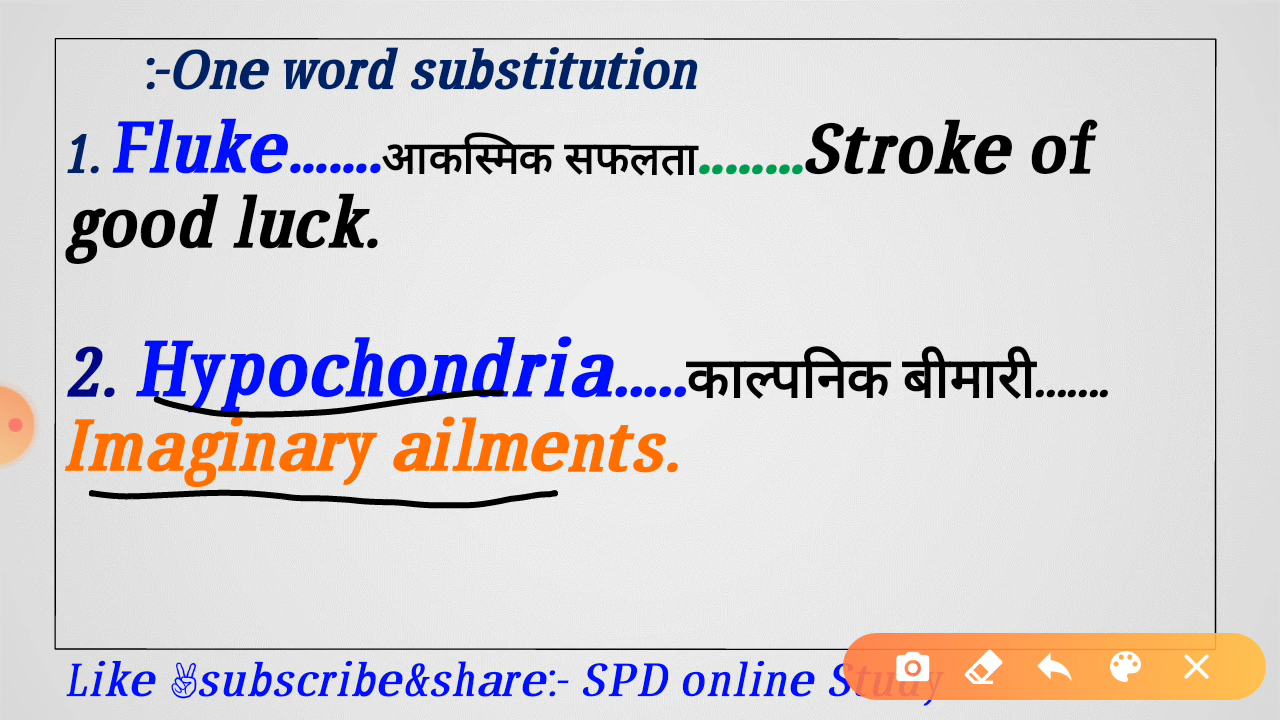 :-One word substitution
1. Fluke.......आकस्मिक सफलता........Stroke of
good luck.
2. Hypochondria.....काल्पनिक बीमारी.......
Imaginary ailments.
Like ✌subscribe&share:- SPD online Study